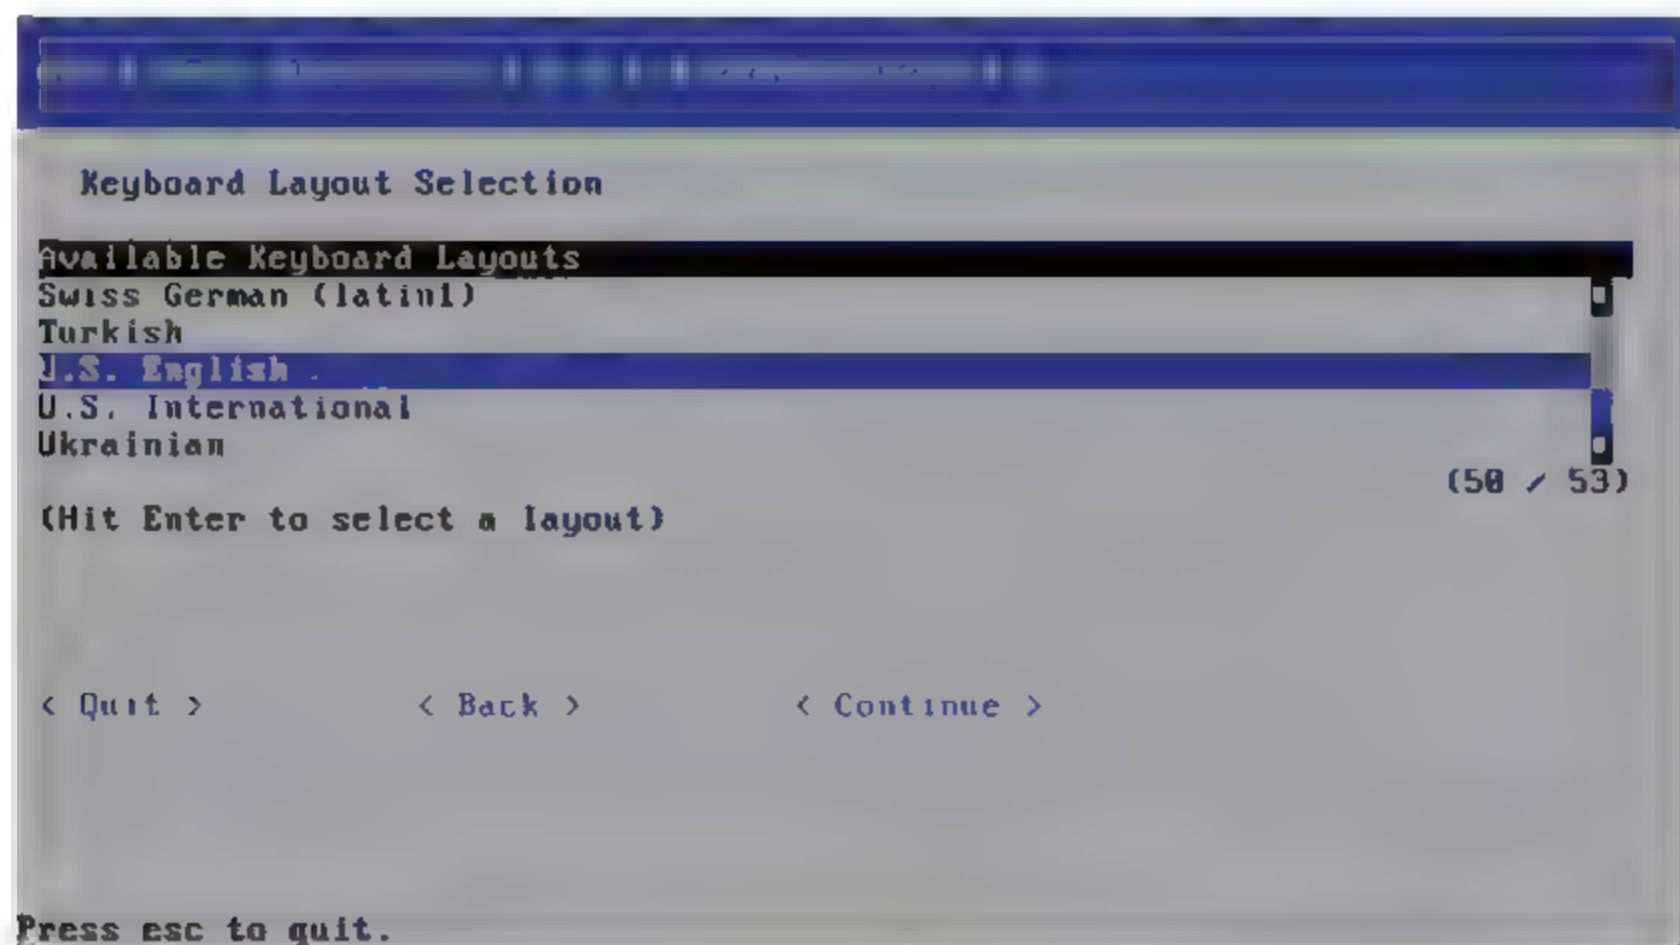 Keyboard Layout Selection
Available Keyboard Layouts
Swiss German (latin1)
Turkish
U.S. English
U.S. International
Ukrainian
(50 / 53)
(Hit Enter to select a layout)
< Quit > < Back > < Continue >
Press esc to quit.